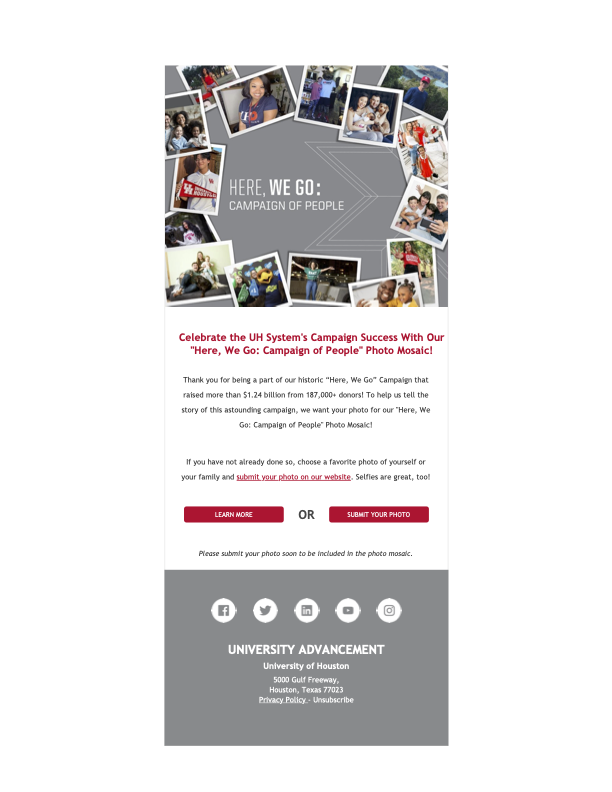 HERE, WE GO:
CAMPAIGN OF PEOPLE
Celebrate the UH System's Campaign Success With Our
"Here, We Go: Campaign of People" Photo Mosaic!
Thank you for being a part of our historic “Here, We Go” Campaign that
raised more than $1.24 billion from 187,000+ donors! To help us tell the
story of this astounding campaign, we want your photo for our "Here, We
Go: Campaign of People" Photo Mosaic!
If you have not already done so, choose a favorite photo of yourself or
your family and submit your photo on our website. Selfies are great, too!
LEARN MORE OR SUBMIT YOUR PHOTO
Please submit your photo soon to be included in the photo mosaic.
UNIVERSITY ADVANCEMENT
University of Houston
5000 Gulf Freeway,
Houston, Texas 77023
Privacy Policy - Unsubscribe